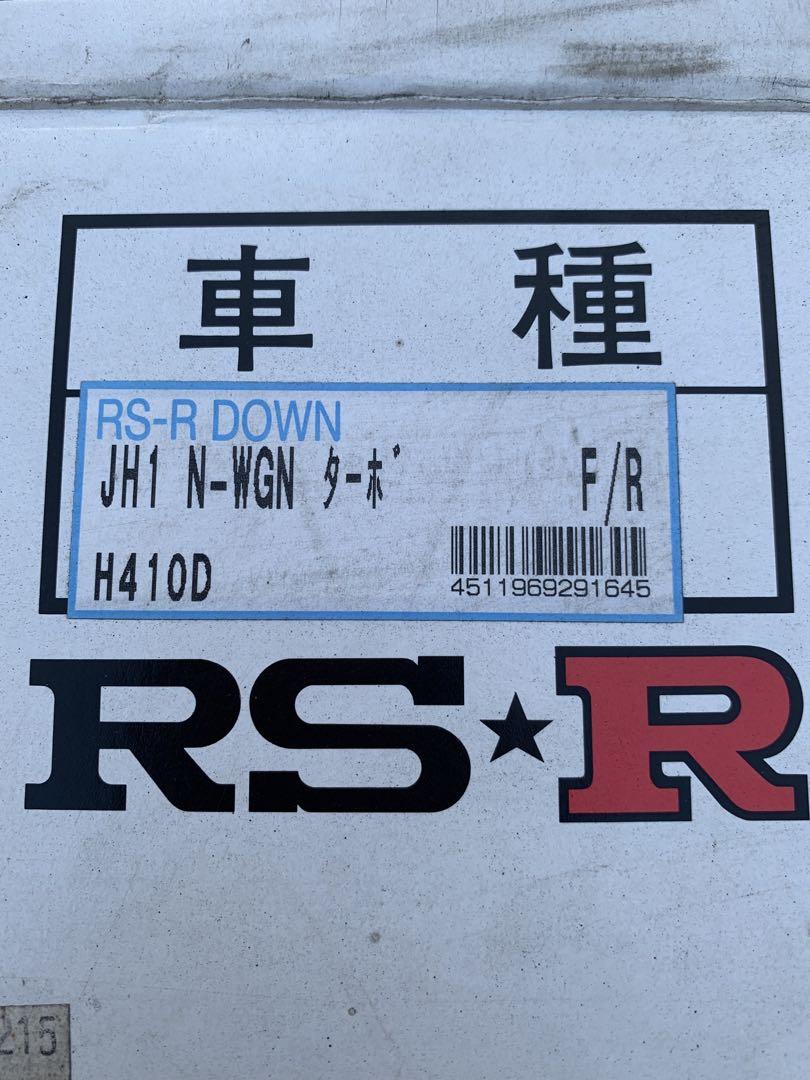 車種
RS-R DOWN
JH1 N-WGN ﾀｰﾎﾞ F/R
H410D
4511969291645
RS★R
215